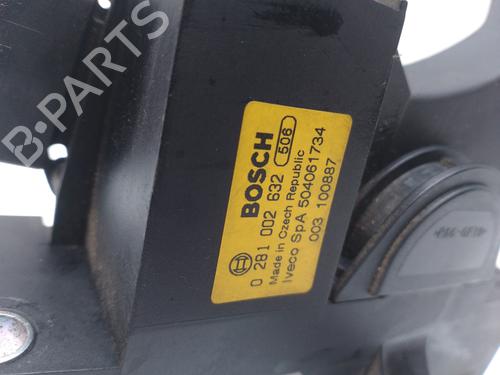 BOSCH
0 281 002 632 506
Made in Czech Republic
Iveco SpA 504061734
003 100887
B-PARTS